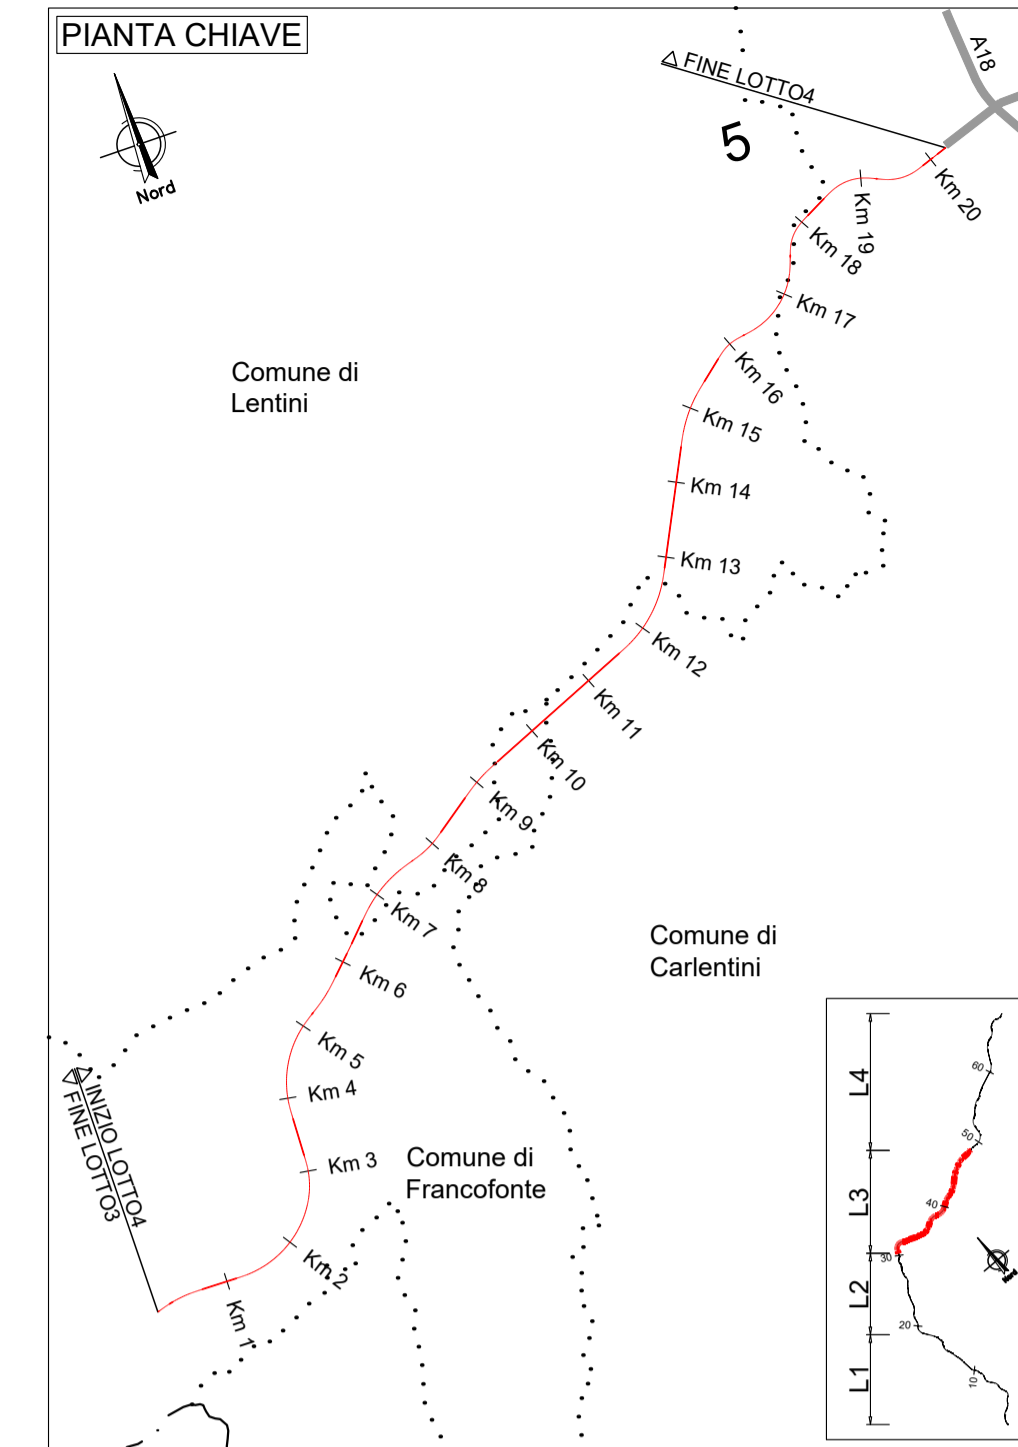 PIANTA CHIAVE
Nord
A18
FINE LOTTO4
5
Km 20
Km 19
Km 18
Km 17
Km 16
Km 15
Km 14
Km 13
Km 12
Km 11
Km 10
Km 9
Km 8
Km 7
Km 6
Km 5
Km 4
Km 3
Km 2
Km 1
Comune di
Lentini
Comune di
Carlentini
Comune di
Francofonte
INIZIO LOTTO4
FINE LOTTO3
L4
L3
L2
L1
60
50
40
30
20
10